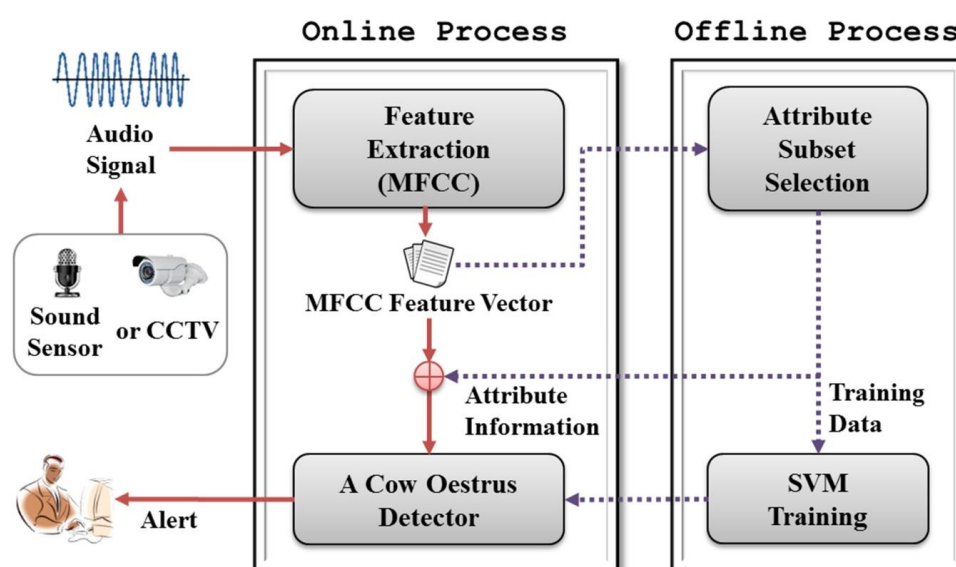 Online Process
Offline Process
Audio
Signal
Feature
Extraction
(MFCC)
Attribute
Subset
Selection
Sound
Sensor
or CCTV
MFCC Feature Vector
Attribute
Information
Training
Data
A Cow Oestrus
Detector
SVM
Training
Alert